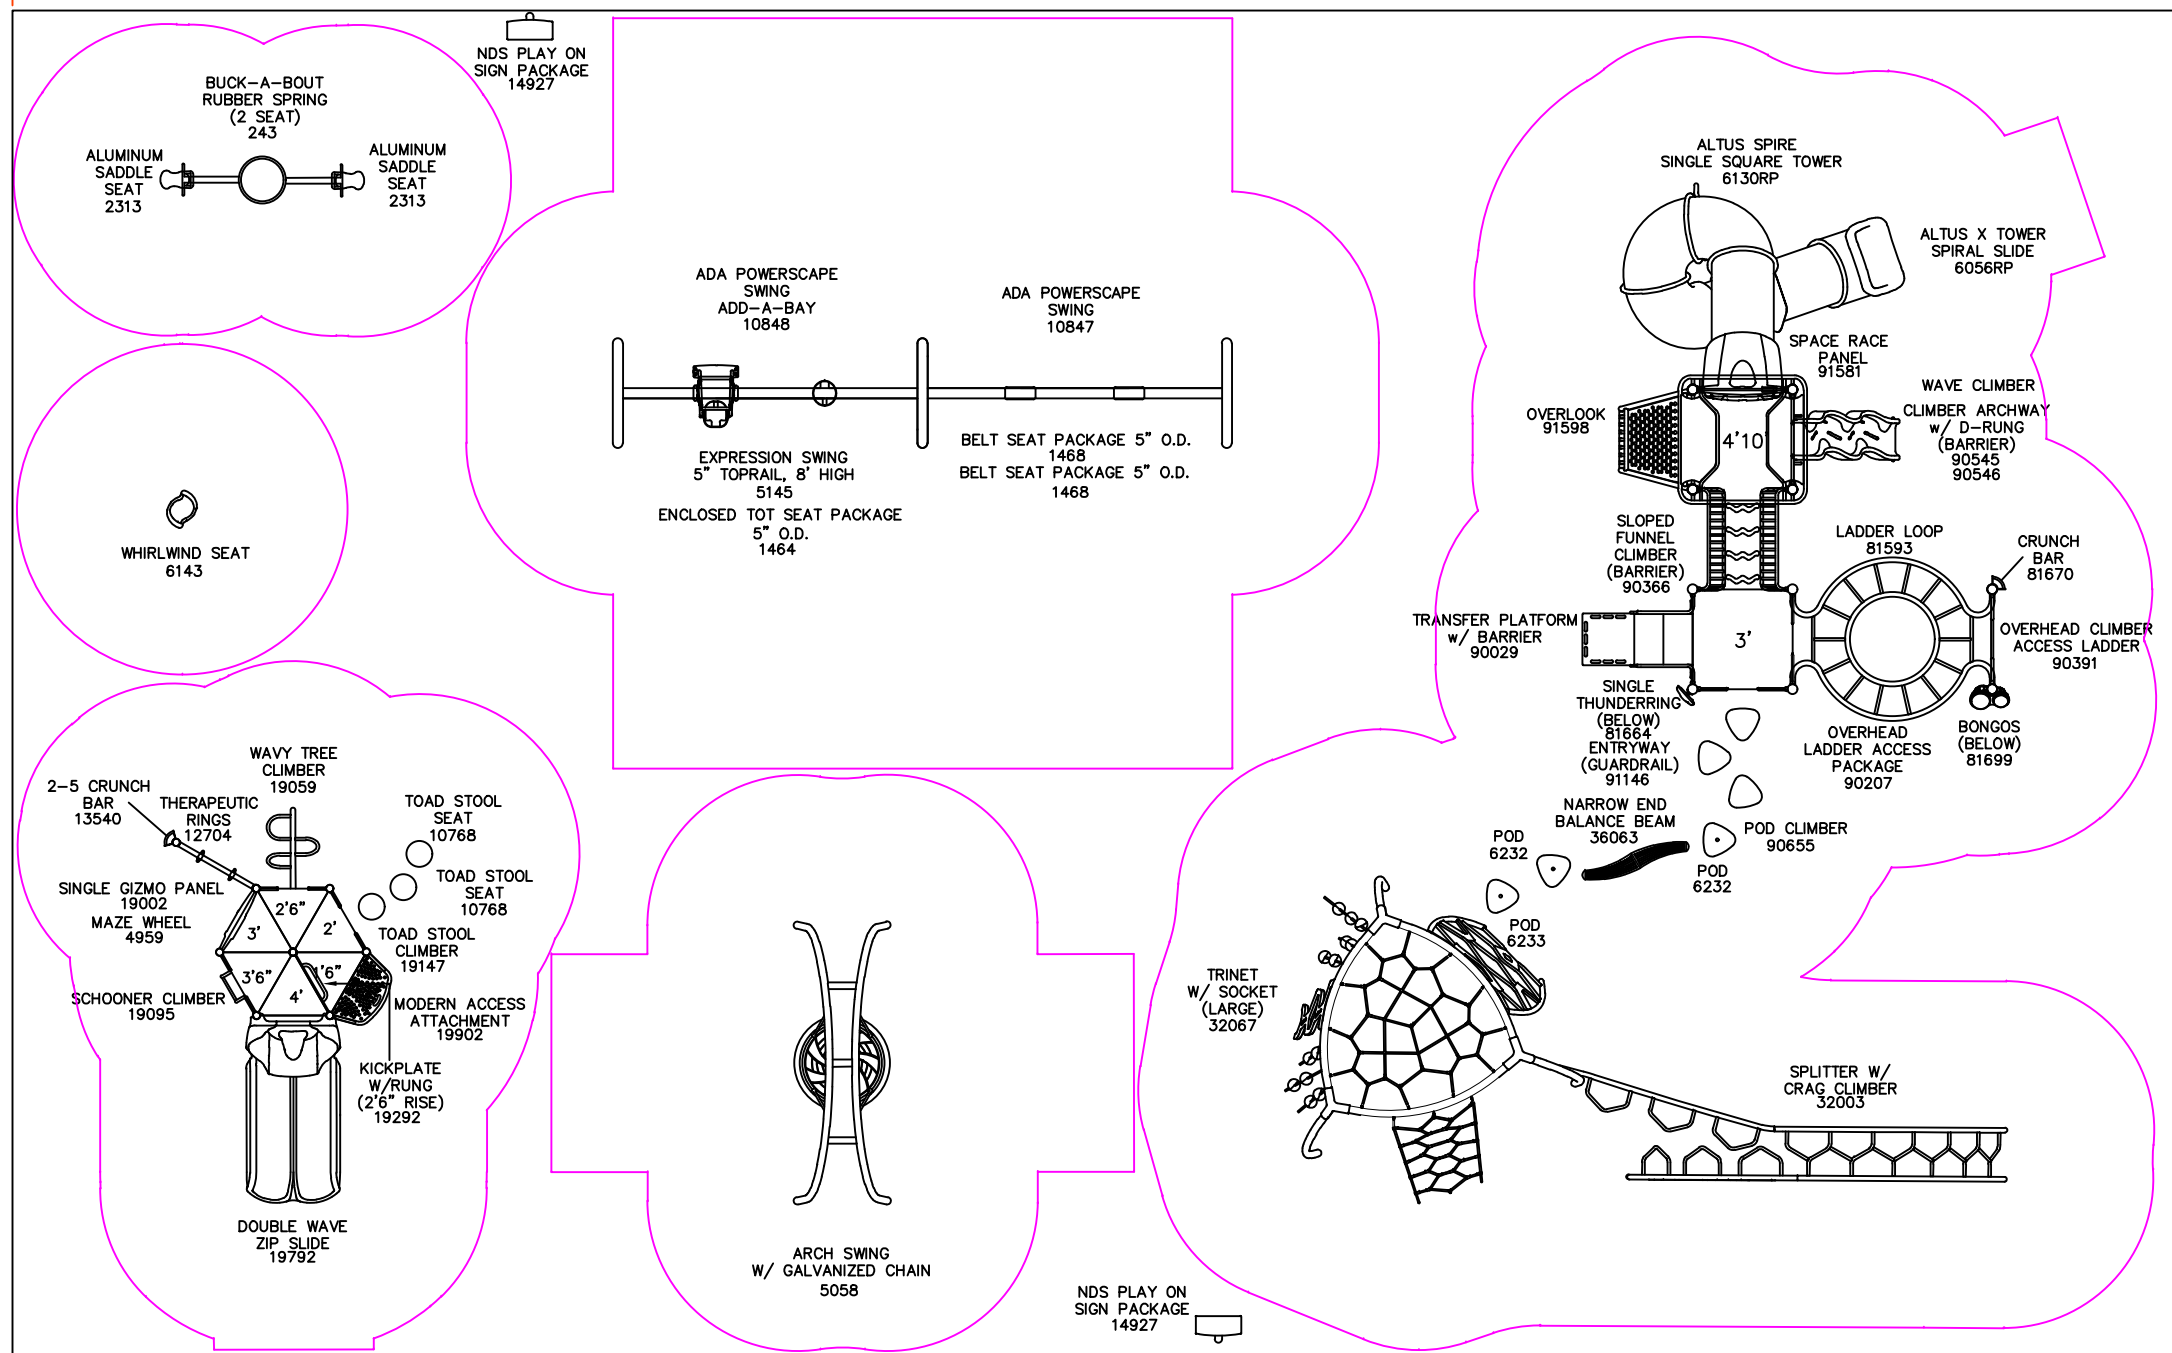 NDS PLAY ON
SIGN PACKAGE
14927
BUCK-A-BOUT
RUBBER SPRING
(2 SEAT)
243
ALUMINUM
SADDLE
SEAT
2313
ALUMINUM
SADDLE
SEAT
2313
WHIRLWIND SEAT
6143
ADA POWERSCAPE
SWING
ADD-A-BAY
10848
ADA POWERSCAPE
SWING
10847
EXPRESSION SWING
5" TOPRAIL, 8' HIGH
5145
ENCLOSED TOT SEAT PACKAGE
5" O.D.
1464
BELT SEAT PACKAGE 5" O.D.
1468
BELT SEAT PACKAGE 5" O.D.
1468
ALTUS SPIRE
SINGLE SQUARE TOWER
6130RP
ALTUS X TOWER
SPIRAL SLIDE
6056RP
SPACE RACE
PANEL
91581
WAVE CLIMBER
CLIMBER ARCHWAY
w/ D-RUNG
(BARRIER)
90545
90546
OVERLOOK
91598
4'10
SLOPED
FUNNEL
CLIMBER
(BARRIER)
90366
LADDER LOOP
81593
CRUNCH
BAR
81670
TRANSFER PLATFORM
w/ BARRIER
90029
3'
OVERHEAD CLIMBER
ACCESS LADDER
90391
SINGLE
THUNDERRING
(BELOW)
81664
ENTRYWAY
(GUARDRAIL)
91146
OVERHEAD
LADDER ACCESS
PACKAGE
90207
BONGOS
(BELOW)
81699
NARROW END
BALANCE BEAM
36063
POD CLIMBER
90655
POD
6232
POD
6232
POD
6233
TRINET
W/ SOCKET
(LARGE)
32067
SPLITTER W/
CRAG CLIMBER
32003
WAVY TREE
CLIMBER
19059
2-5 CRUNCH
BAR
13540
THERAPEUTIC
RINGS
12704
TOAD STOOL
SEAT
10768
TOAD STOOL
SEAT
10768
SINGLE GIZMO PANEL
19002
MAZE WHEEL
4959
TOAD STOOL
CLIMBER
19147
2'6"
2'
3'
3'6"
4'
1'6"
SCHOONER CLIMBER
19095
MODERN ACCESS
ATTACHMENT
19902
KICKPLATE
W/RUNG
(2'6" RISE)
19292
DOUBLE WAVE
ZIP SLIDE
19792
ARCH SWING
W/ GALVANIZED CHAIN
5058
NDS PLAY ON
SIGN PACKAGE
14927